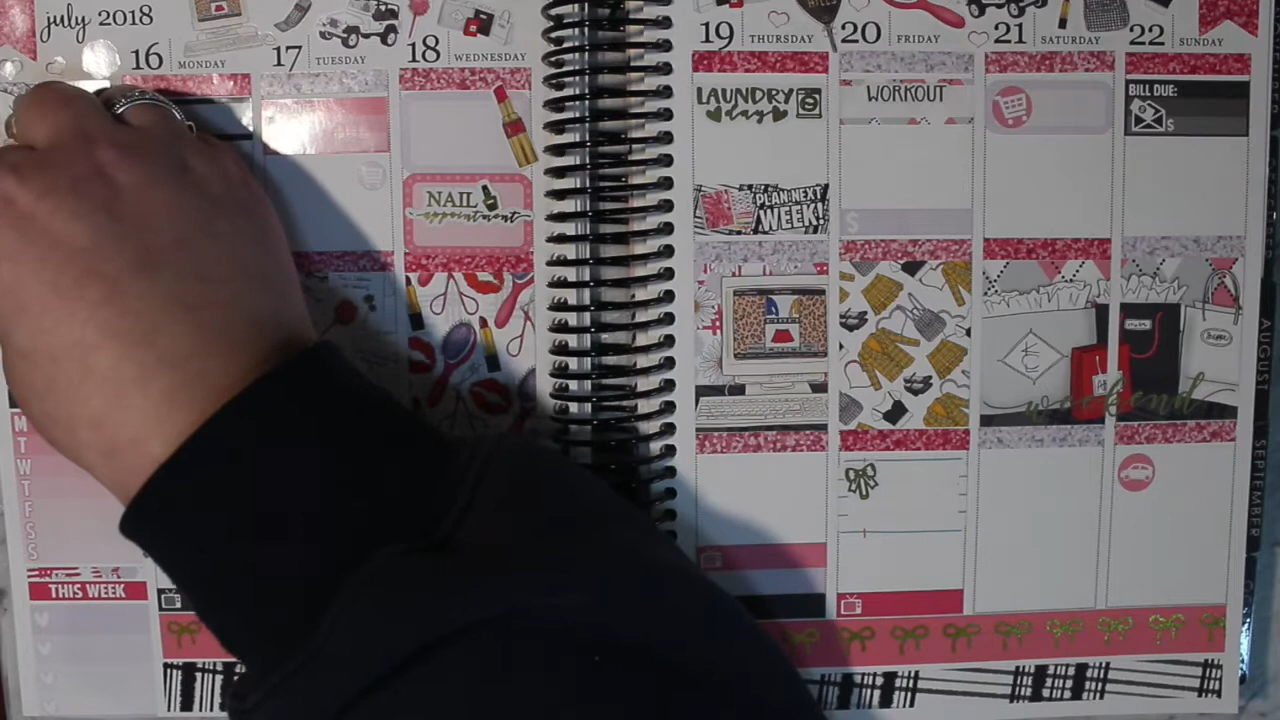 july 2018
16 MONDAY
17 TUESDAY
18 WEDNESDAY
19 THURSDAY
20 FRIDAY
21 SATURDAY
22 SUNDAY
NAIL
appointment
LAUNDRY
day
PLAN NEXT
WEEK!
WORKOUT
$
BILL DUE:
$
weekend
M
T
W
T
F
S
S
THIS WEEK
AUGUST
SEPTEMBER